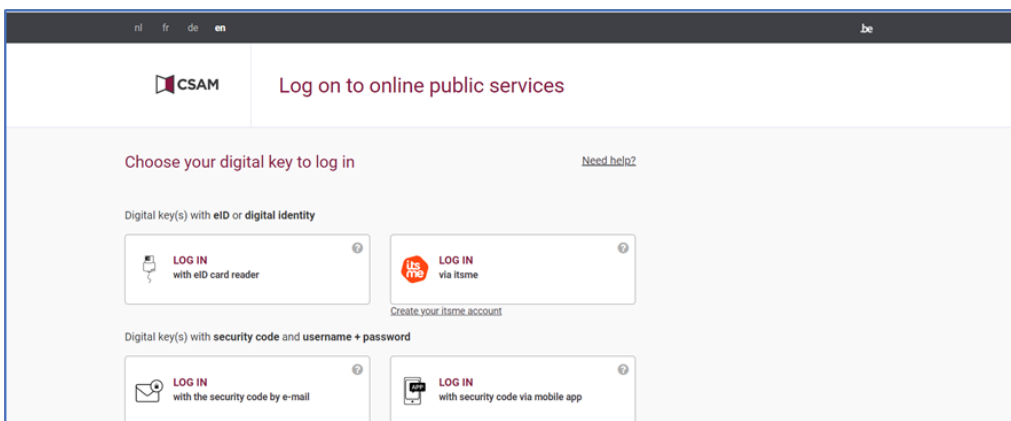 nl fr de en .be
CSAM Log on to online public services
Choose your digital key to log in Need help?
Digital key(s) with eID or digital identity
LOG IN
with eID card reader
its
me
LOG IN
via itsme
Create your itsme account
Digital key(s) with security code and username + password
LOG IN
with the security code by e-mail
APP
LOG IN
with security code via mobile app